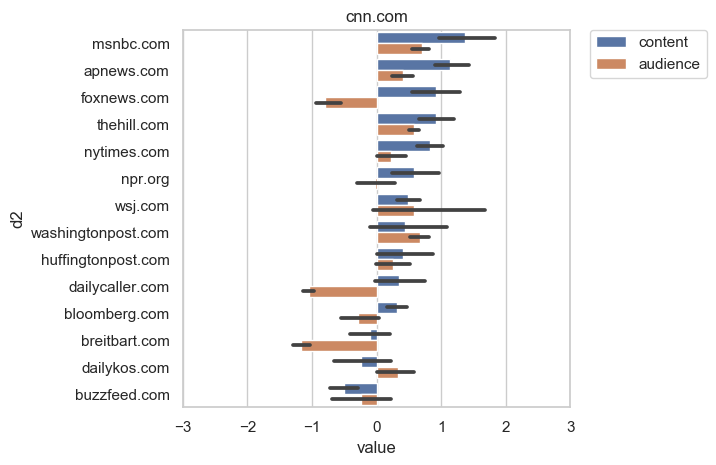 cnn.com
content
audience
msnbc.com
apnews.com
foxnews.com
thehill.com
nytimes.com
npr.org
wsj.com
washingtonpost.com
huffingtonpost.com
dailycaller.com
bloomberg.com
breitbart.com
dailykos.com
buzzfeed.com
d2
−3 −2 −1 0 1 2 3
value